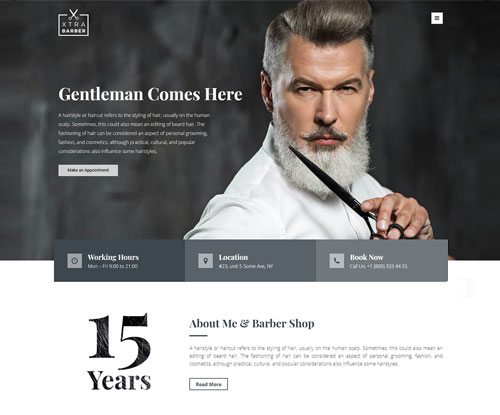 XTRA
BARBER
Gentleman Comes Here
A hairstyle or haircut refers to the styling of hair, usually on the human
scalp. Sometimes, this could also mean an editing of beard hair. The
fashioning of hair can be considered an aspect of personal grooming,
fashion, and cosmetics, although practical, cultural, and popular
considerations also influence some hairstyles.
Make an Appointment
Working Hours
Mon – Fri 9:00 to 21:00
Location
#23, unit 5 Some Ave, NY
Book Now
Call Us: +1 (800) 333 44 55
15
Years
About Me & Barber Shop
A hairstyle or haircut refers to the styling of hair, usually on the human scalp. Sometimes, this could also mean an
editing of beard hair. The fashioning of hair can be considered an aspect of personal grooming, fashion, and
cosmetics, although practical, cultural, and popular considerations also influence some hairstyles.
Read More